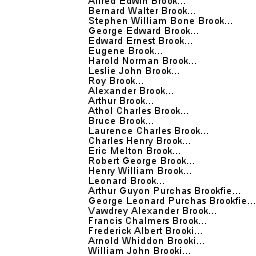 Alfred Edwin Brook...
Bernard Walter Brook...
Stephen William Bone Brook...
George Edward Brook...
Edward Ernest Brook...
Eugene Brook...
Harold Norman Brook...
Leslie John Brook...
Roy Brook...
Alexander Brook...
Arthur Brook...
Athol Charles Brook...
Bruce Brook...
Laurence Charles Brook...
Charles Henry Brook...
Eric Melton Brook...
Robert George Brook...
Henry William Brook...
Leonard Brook...
Arthur Guyon Purchas Brookfie...
George Leonard Purchas Brookfie...
Vawdrey Alexander Brook...
Francis Chalmers Brook...
Frederick Albert Brooki...
Arnold Whiddon Brooki...
William John Brooki...